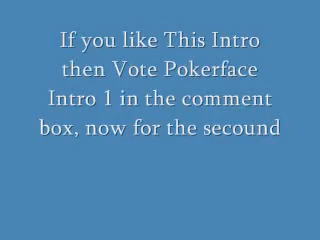 If you like This Intro
then Vote Pokerface
Intro 1 in the comment
box, now for the secound